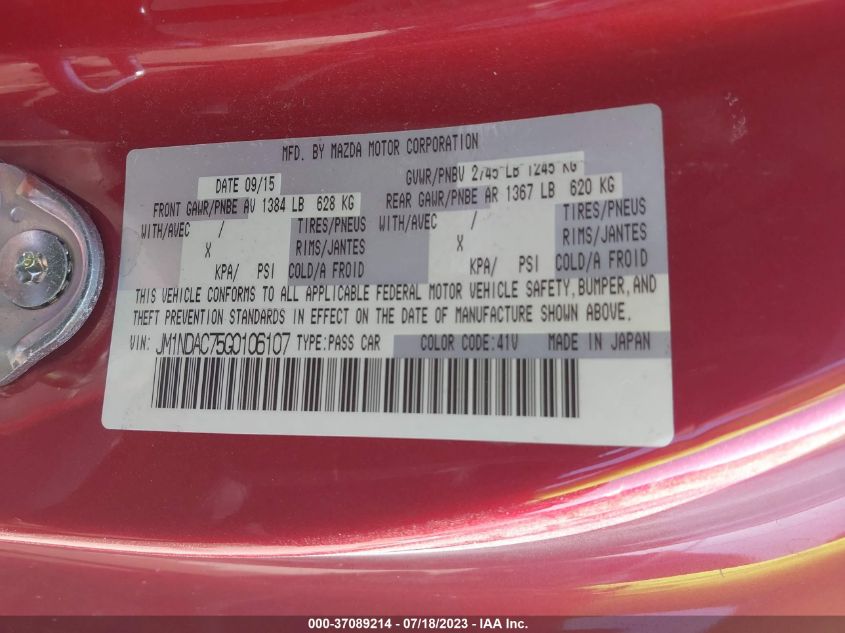 MFD. BY MAZDA MOTOR CORPORATION
DATE 09/15 GVWR/PNBV 2745 LB 1245 KG
FRONT GAWR/PNBE AV 1384 LB 628 KG REAR GAWR/PNBE AR 1367 LB 620 KG
WITH/AVEC / TIRES/PNEUS WITH/AVEC / TIRES/PNEUS
X RIMS/JANTES X RIMS/JANTES
KPA/ PSI COLD/A FROID KPA/ PSI COLD/A FROID
THIS VEHICLE CONFORMS TO ALL APPLICABLE FEDERAL MOTOR VEHICLE SAFETY, BUMPER, AND
THEFT PREVENTION STANDARDS IN EFFECT ON THE DATE OF MANUFACTURE SHOWN ABOVE.
VIN: JM1NDAC75G0106107 TYPE:PASS CAR COLOR CODE:41V MADE IN JAPAN
000-37089214 - 07/18/2023 - IAA Inc.